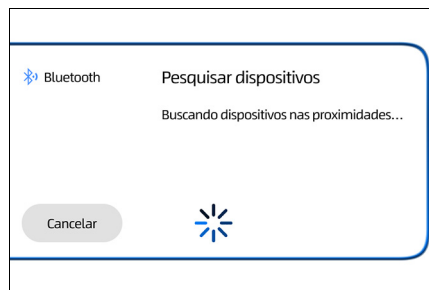 Bluetooth
Pesquisar dispositivos
Buscando dispositivos nas proximidades...
Cancelar